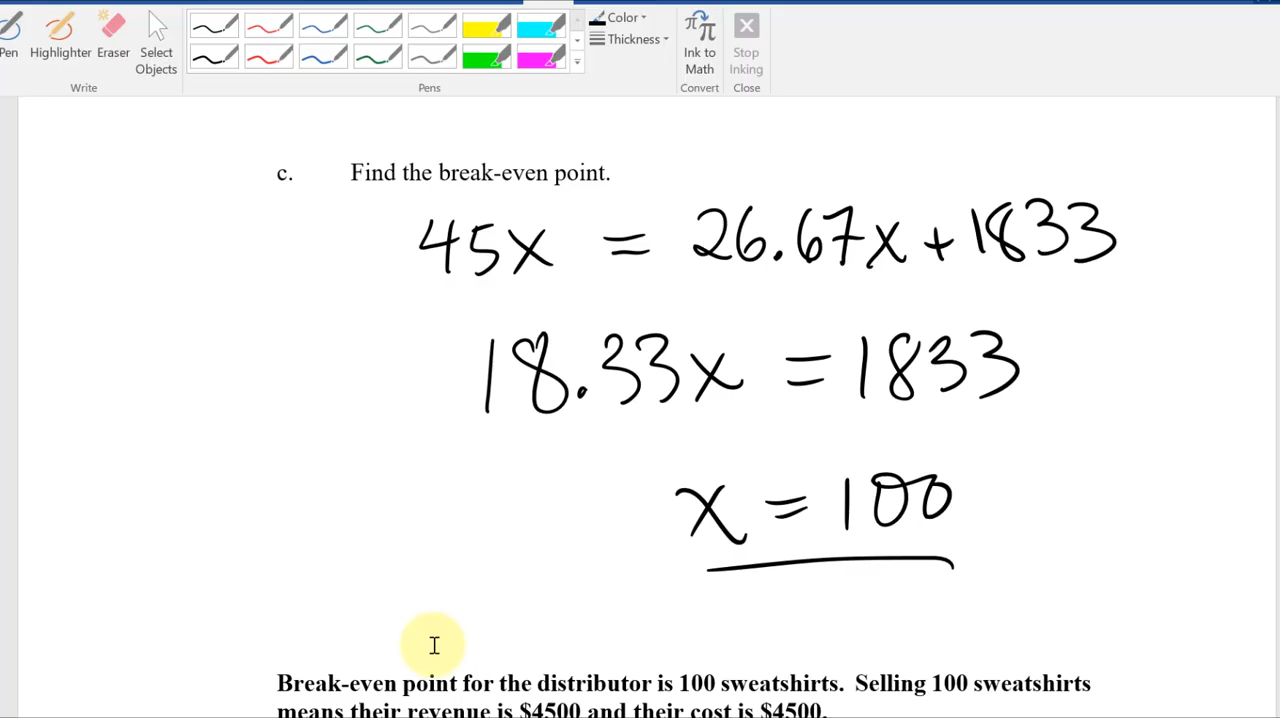 Pen
Highlighter
Eraser
Select Objects
Write
Pens
Color
Thickness
Ink to Math
Convert
Stop Inking
Close
c. Find the break-even point.
45x = 26.67x + 1833
18.33x = 1833
x = 100
Break-even point for the distributor is 100 sweatshirts. Selling 100 sweatshirts
means their revenue is $4500 and their cost is $4500.